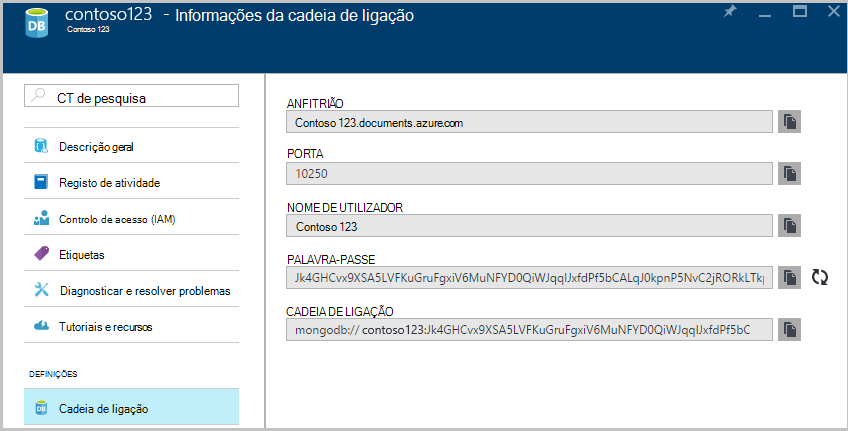 contoso123 - Informações da cadeia de ligação
Contoso 123
CT de pesquisa
Descrição geral
Registo de atividade
Controlo de acesso (IAM)
Etiquetas
Diagnosticar e resolver problemas
Tutoriais e recursos
DEFINIÇÕES
Cadeia de ligação
ANFITRIÃO
Contoso 123.documents.azure.com
PORTA
10250
NOME DE UTILIZADOR
Contoso 123
PALAVRA-PASSE
Jk4GHCvx9XSA5LVFKuGruFgxiV6MuNFYD0QiWJqqIJxfdPf5bCALqJ0kpnP5NvC2jRORkLTkp
CADEIA DE LIGAÇÃO
mongodb:// contoso123:Jk4GHCvx9XSA5LVFKuGruFgxiV6MuNFYD0QiWJqqIJxfdPf5bC